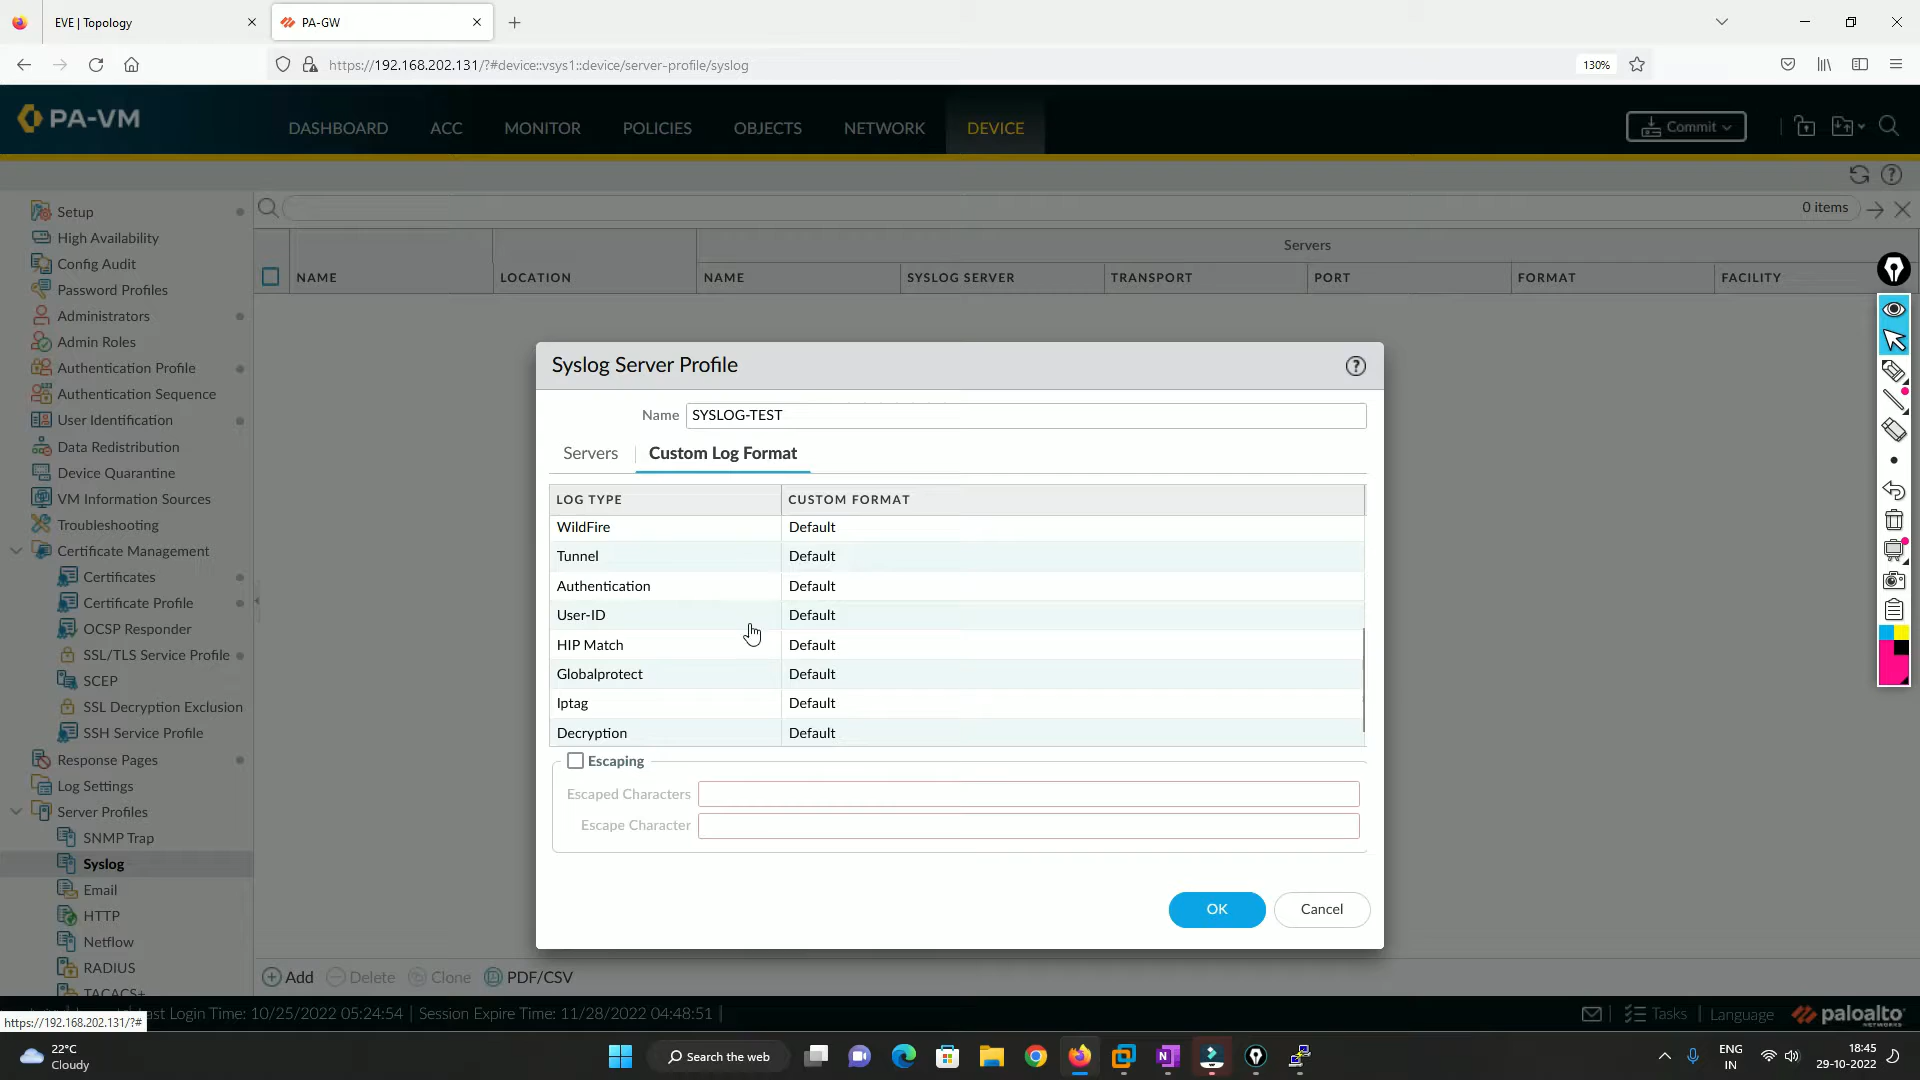 EVE | Topology
PA-GW
https://192.168.202.131/?#device::vsys1::device/server-profile/syslog
130%
PA-VM
DASHBOARD
ACC
MONITOR
POLICIES
OBJECTS
NETWORK
DEVICE
Commit
Setup
High Availability
Config Audit
Password Profiles
Administrators
Admin Roles
Authentication Profile
Authentication Sequence
User Identification
Data Redistribution
Device Quarantine
VM Information Sources
Troubleshooting
Certificate Management
Certificates
Certificate Profile
OCSP Responder
SSL/TLS Service Profile
SCEP
SSL Decryption Exclusion
SSH Service Profile
Response Pages
Log Settings
Server Profiles
SNMP Trap
Syslog
Email
HTTP
Netflow
RADIUS
TACACS+
0 items
Servers
NAME
LOCATION
NAME
SYSLOG SERVER
TRANSPORT
PORT
FORMAT
FACILITY
Syslog Server Profile
Name SYSLOG-TEST
Servers
Custom Log Format
LOG TYPE CUSTOM FORMAT
WildFire Default
Tunnel Default
Authentication Default
User-ID Default
HIP Match Default
Globalprotect Default
Iptag Default
Decryption Default
Escaping
Escaped Characters
Escape Character
OK
Cancel
Add
Delete
Clone
PDF/CSV
Last Login Time: 10/25/2022 05:24:54 | Session Expire Time: 11/28/2022 04:48:51 |
https://192.168.202.131/?#
Tasks
Language
paloalto
NETWORKS
22°C
Cloudy
Search the web
ENG
IN
18:45
29-10-2022